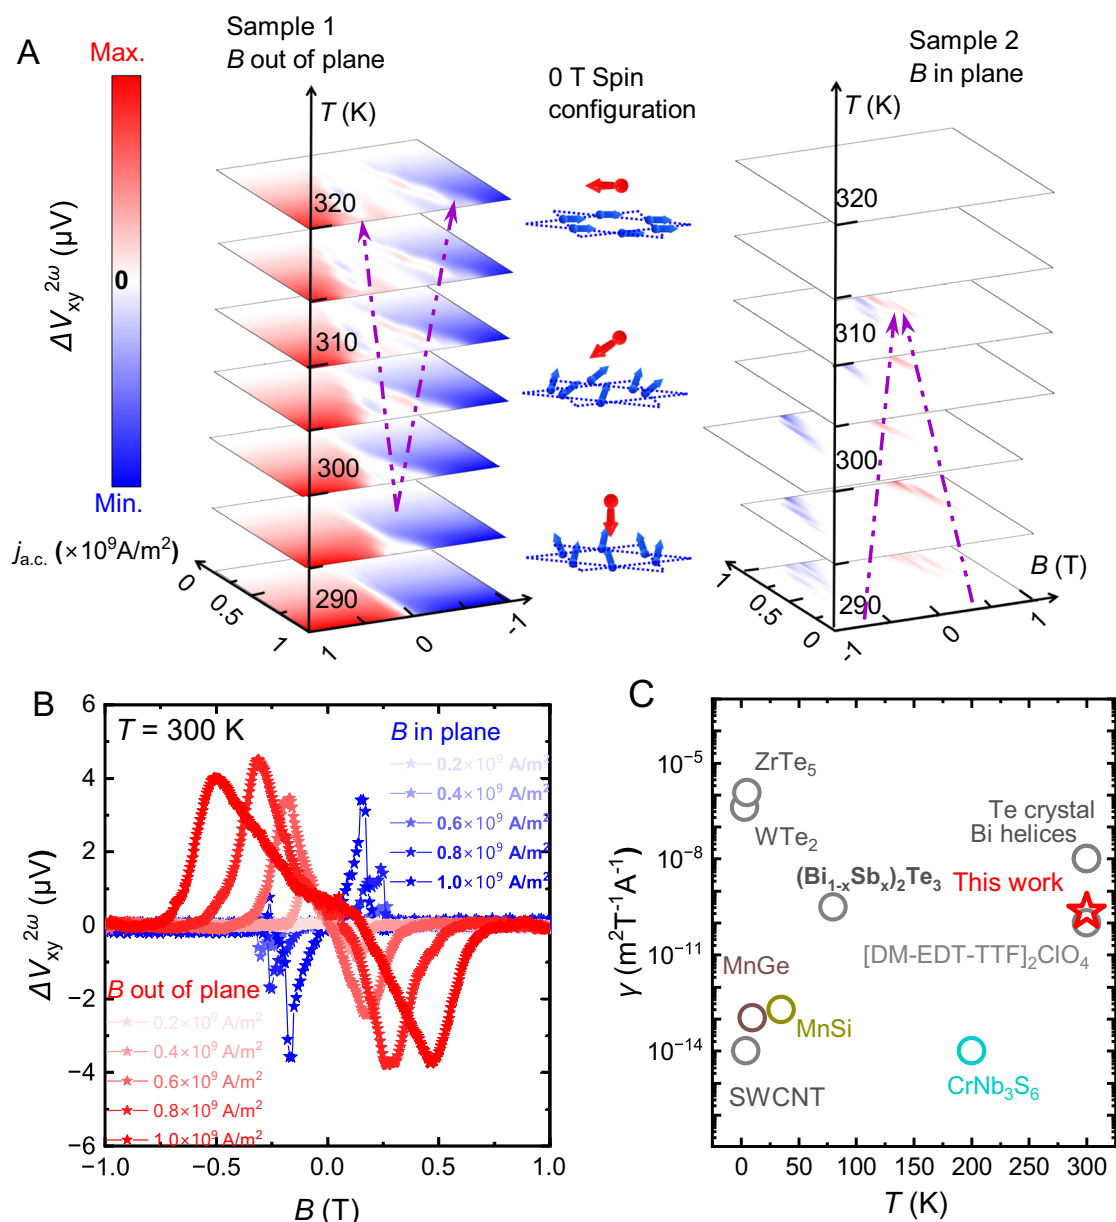 A
Max.
0
Min.
ΔV_xy^2ω (μV)
Sample 1
B out of plane
T (K)
320
310
300
290
j_a.c. (×10⁹A/m²)
0
0.5
1
1
0
-1
0 T Spin
configuration
Sample 2
B in plane
T (K)
320
310
300
290
B (T)
1
0.5
0
-1
0
1
B
T = 300 K
B in plane
0.2×10⁹ A/m²
0.4×10⁹ A/m²
0.6×10⁹ A/m²
0.8×10⁹ A/m²
1.0×10⁹ A/m²
B out of plane
0.2×10⁹ A/m²
0.4×10⁹ A/m²
0.6×10⁹ A/m²
0.8×10⁹ A/m²
1.0×10⁹ A/m²
ΔV_xy^2ω (μV)
6
4
2
0
−2
−4
−6
−1.0
−0.5
0.0
0.5
1.0
B (T)
C
γ (m²T⁻¹A⁻¹)
10⁻⁵
10⁻⁸
10⁻¹¹
10⁻¹⁴
ZrTe₅
WTe₂
Te crystal
Bi helices
(Bi₁₋ₓSbₓ)₂Te₃
This work
[DM-EDT-TTF]₂ClO₄
MnGe
MnSi
SWCNT
CrNb₃S₆
0
50
100
150
200
250
300
T (K)